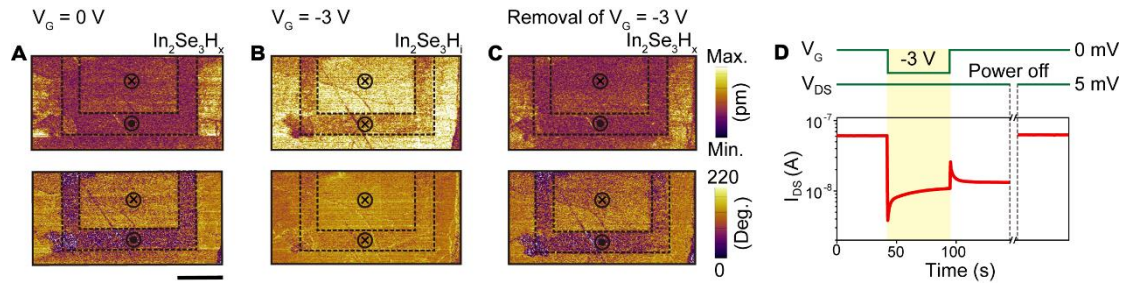 V_G = 0 V
V_G = -3 V
Removal of V_G = -3 V
A
In₂Se₃Hₓ
B
In₂Se₃Hᵢ
C
In₂Se₃Hₓ
Max.
(pm)
Min.
220
(Deg.)
0
D
V_G
-3 V
0 mV
Power off
V_DS
5 mV
10⁻⁷
10⁻⁸
I_DS (A)
0
50
100
Time (s)